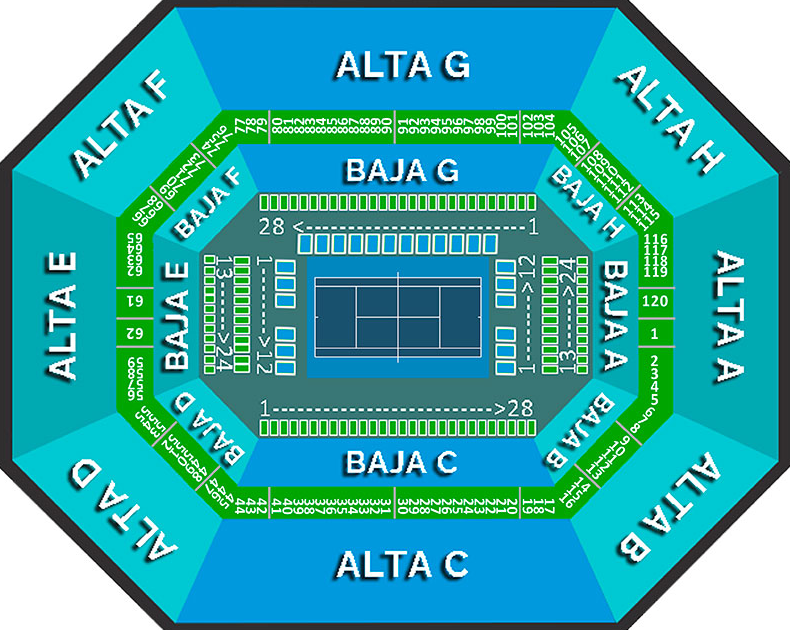 ALTA G
ALTA F
ALTA H
77 78 79 80 81 82 83 84 85 86 87 88 89 90 91 92 93 94 95 96 97 98 99 100 101 102 103 104
BAJA G
BAJA F
BAJA H
28 <-----------------------1
116
117
118
119
120
1
2
3
4
5
ALTA E
61
62
BAJA E
13------>24
1------->12
1------->12
13------>24
BAJA A
ALTA A
1----------------------->28
BAJA D
BAJA B
BAJA C
44 43 42 41 40 39 38 37 36 35 34 33 32 31 29 28 27 26 25 24 23 22 21 20 19 18 17
ALTA D
ALTA B
ALTA C